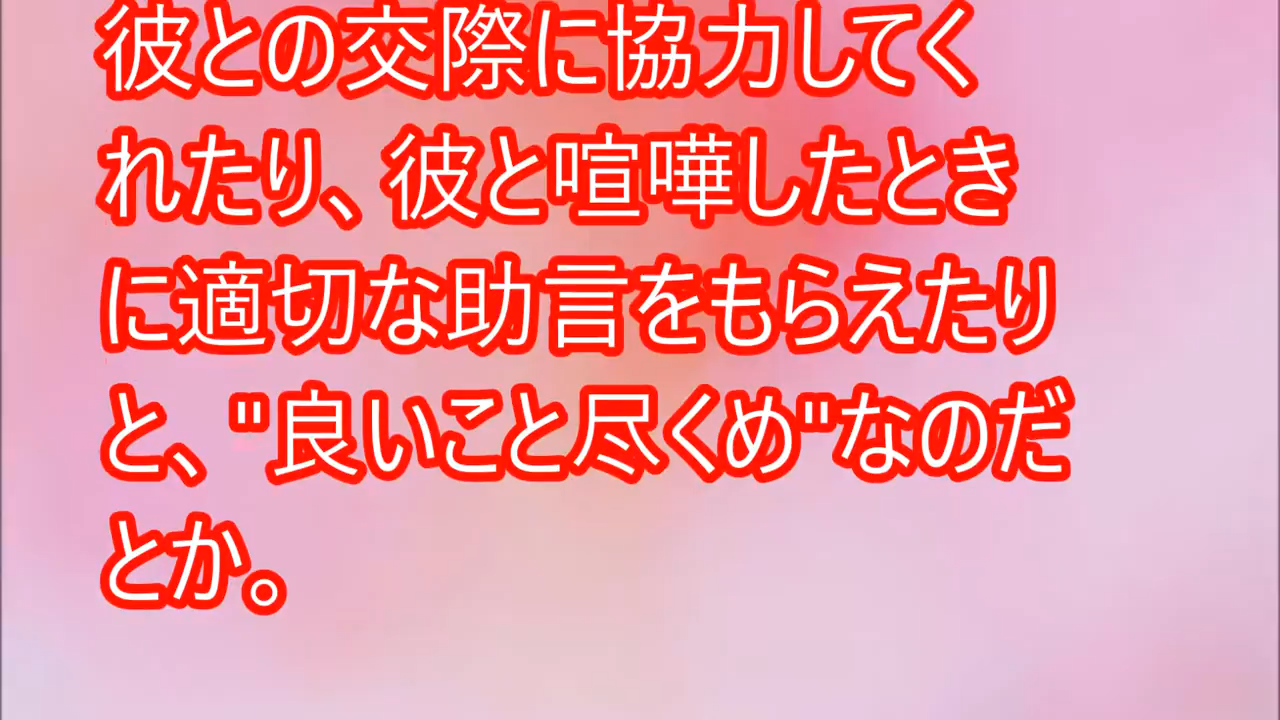 彼との交際に協力してく
れたり、彼と喧嘩したとき
に適切な助言をもらえたり
と、"良いこと尽くめ"なのだ
とか。